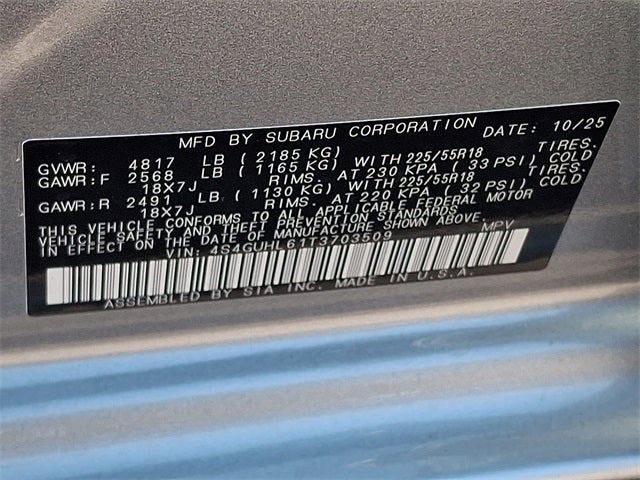 MFD BY SUBARU CORPORATION DATE: 10/25
GVWR: 4817 LB (2185 KG)
GAWR:F 2568 LB (1165 KG) WITH 225/55R18 TIRES.
18X7J RIMS. AT 230 KPA (33 PSI) COLD
GAWR:R 2491 LB (1130 KG) WITH 225/55R18 TIRES.
18X7J RIMS. AT 220 KPA (32 PSI) COLD
THIS VEHICLE CONFORMS TO ALL APPLICABLE FEDERAL MOTOR
VEHICLE SAFETY AND THEFT PREVENTION STANDARDS
IN EFFECT ON THE DATE OF MANUFACTURE SHOWN ABOVE.
VIN: 4S4GUHL61T3703509 MPV
ASSEMBLED BY SIA INC. MADE IN U.S.A.